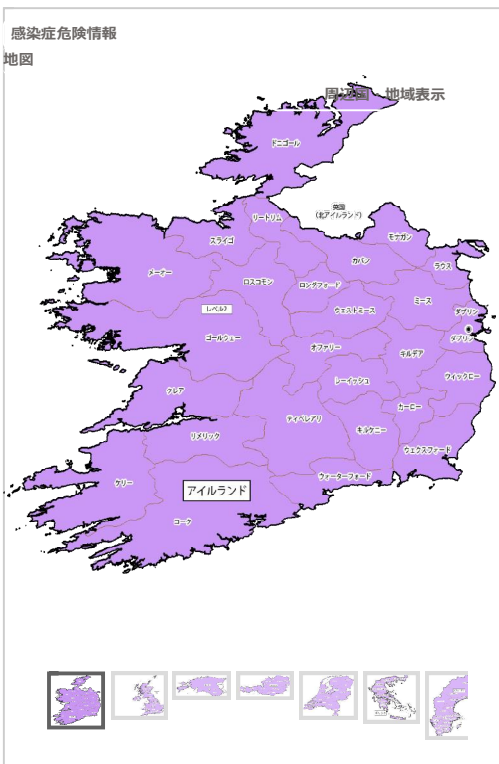 感染症危険情報
地図
周辺国・地域表示
ドニゴール
英国
(北アイルランド)
リートリム
モナガン
スライゴ
カバン
ラウス
メーヨー
ロスコモン
ロングフォード
ミース
レベル3
ウェストミース
ダブリン
ゴールウェー
ダブリン
オファリー
キルデア
レーイッシュ
ウィックロー
クレア
カーロー
ティペレアリ
リメリック
キルケニー
ウェクスフォード
ケリー
ウォーターフォード
アイルランド
コーク